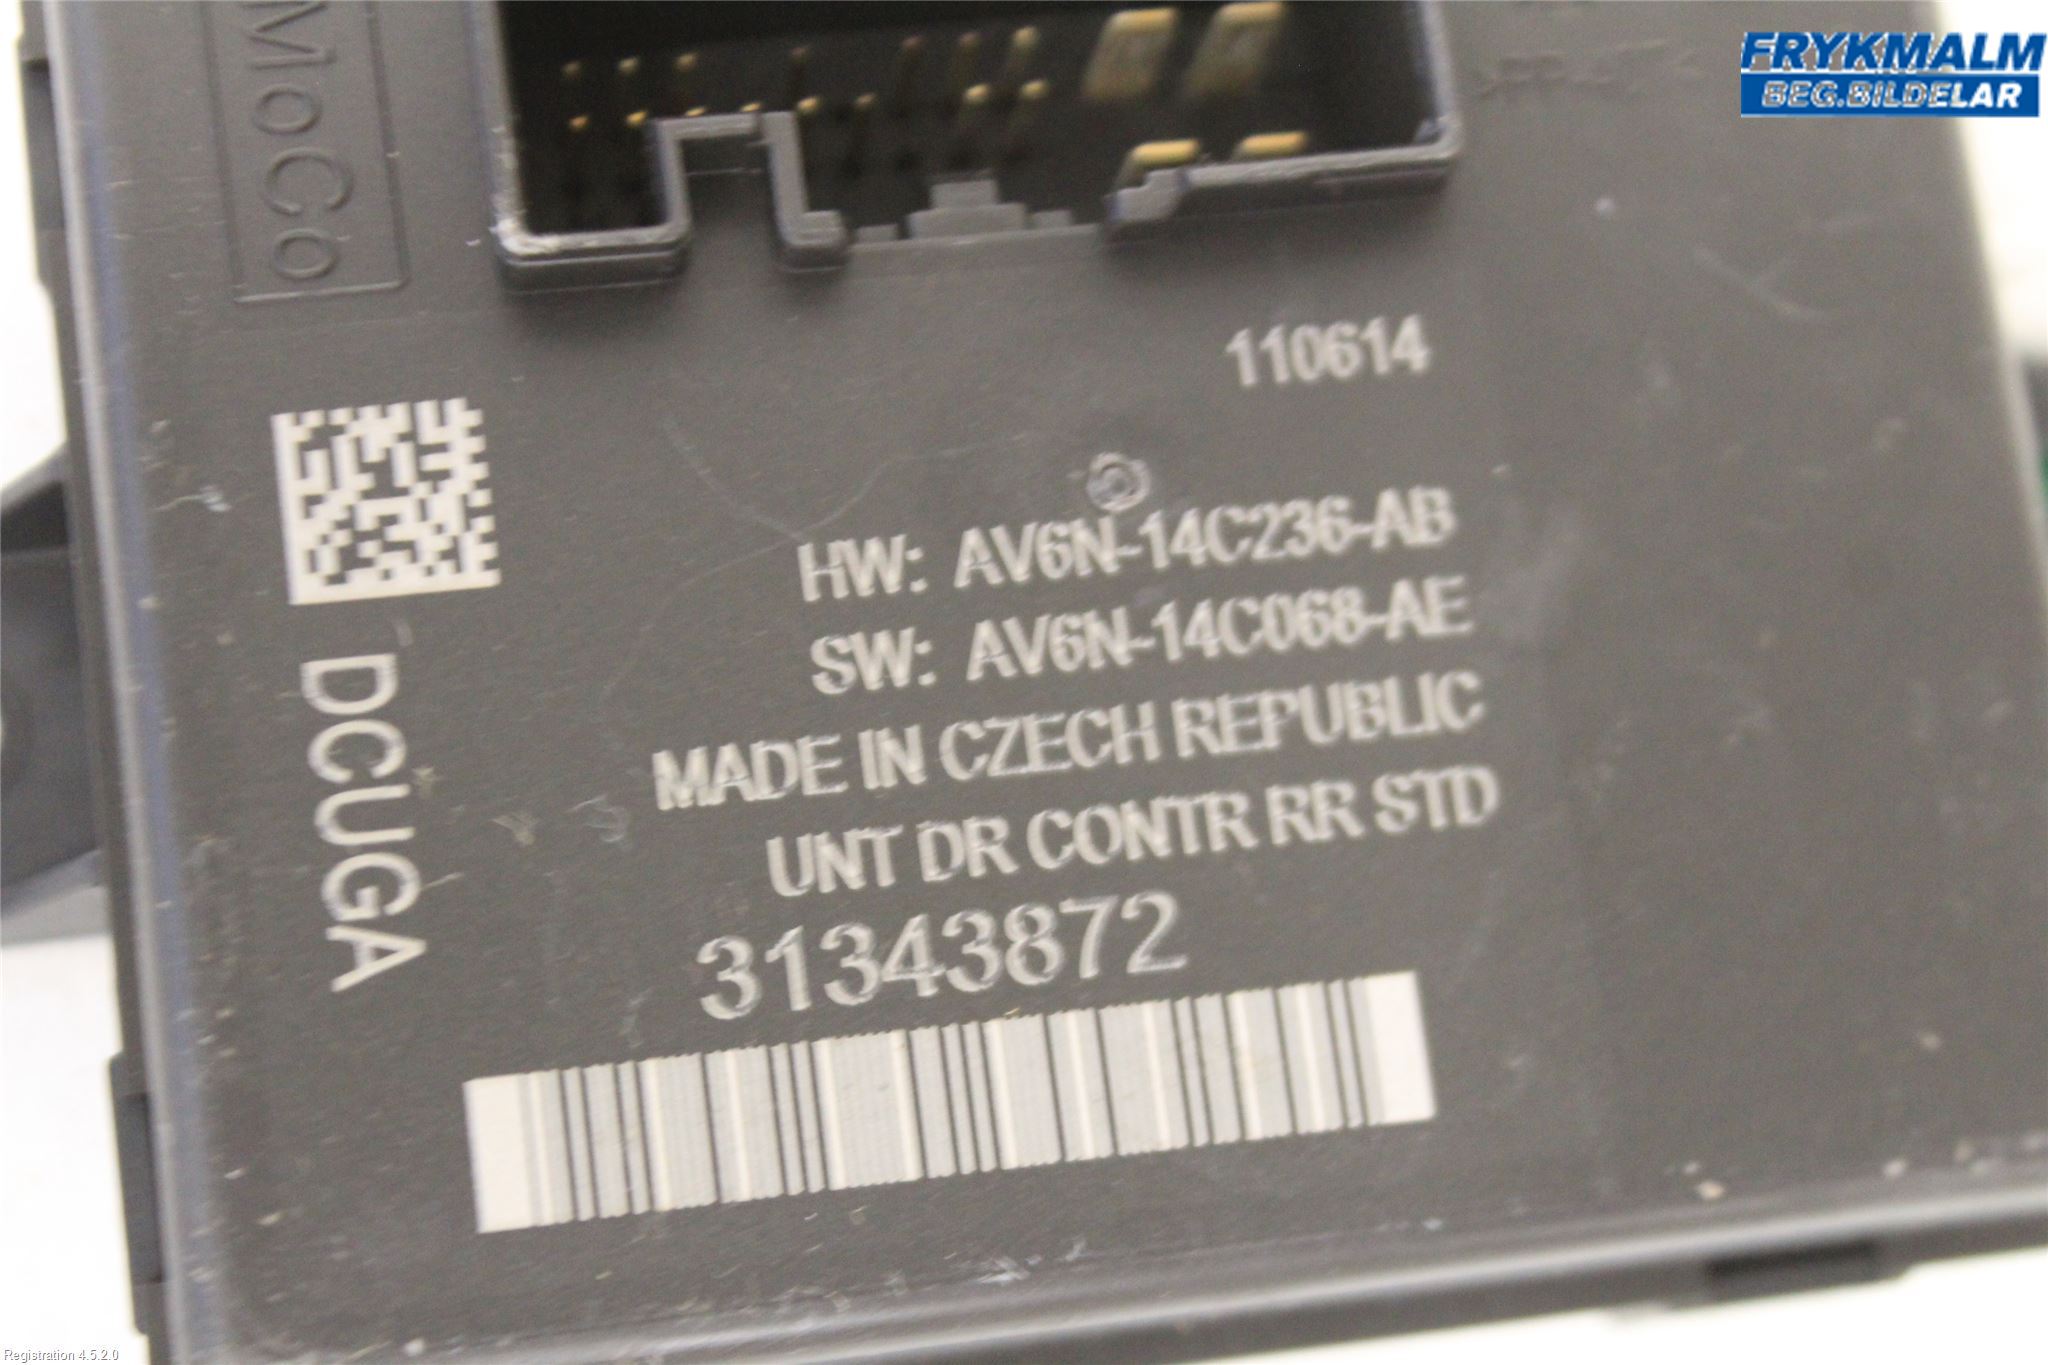 FRYKMALM
BEG.BILDELAR
MoCo
110614
HW: AV6N-14C236-AB
SW: AV6N-14C068-AE
MADE IN CZECH REPUBLIC
UNT DR CONTR RR STD
31343872
DCUGA
Registration 4.5.2.0